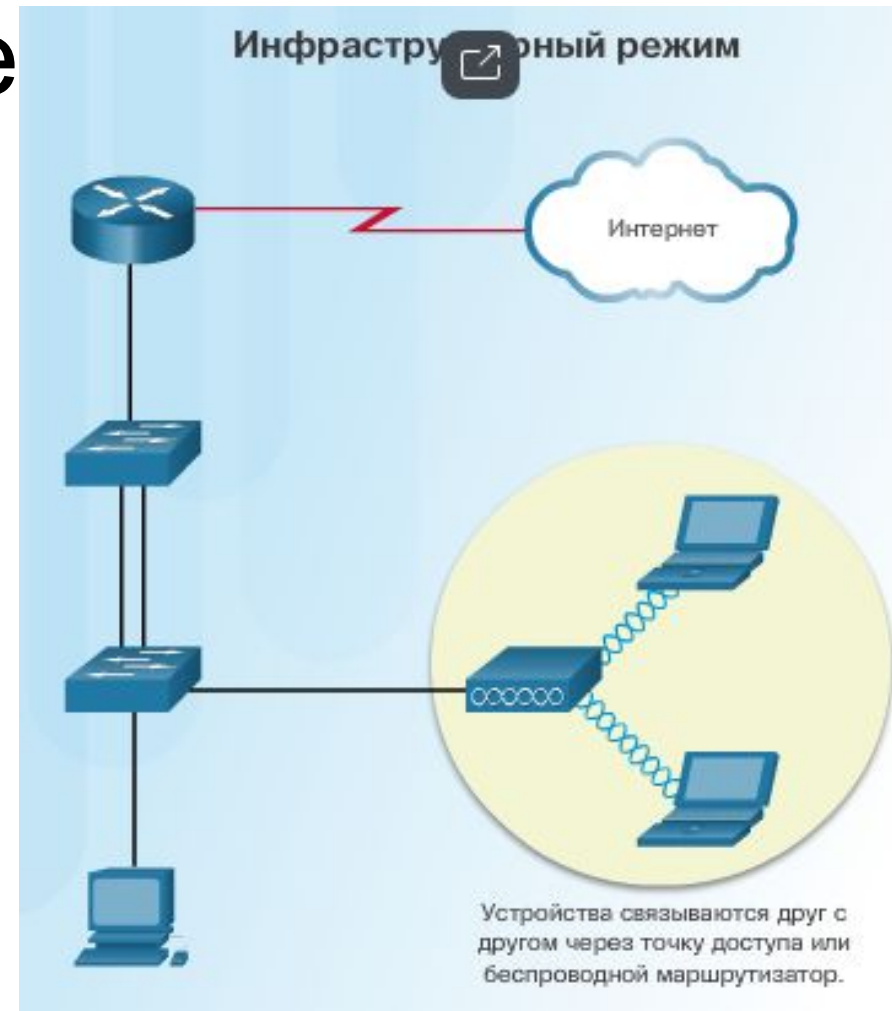 е
режим
Интернет
Устройства связываются друг с
другом через точку доступа или
беспроводной маршрутизатор.